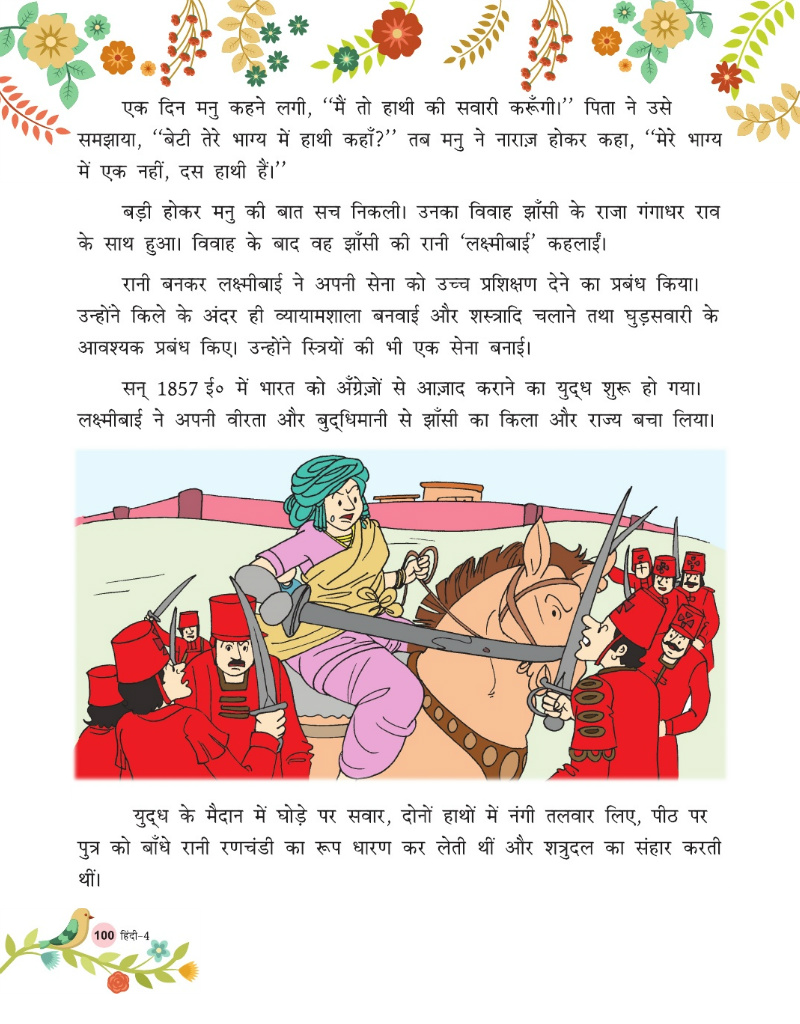 एक दिन मनु कहने लगी, ‘‘मैं तो हाथी की सवारी करूँगी।’’ पिता ने उसे
समझाया, ‘‘बेटी तेरे भाग्य में हाथी कहाँ?’’ तब मनु ने नाराज़ होकर कहा, ‘‘मेरे भाग्य
में एक नहीं, दस हाथी हैं।’’
बड़ी होकर मनु की बात सच निकली। उनका विवाह झाँसी के राजा गंगाधर राव
के साथ हुआ। विवाह के बाद वह झाँसी की रानी ‘लक्ष्मीबाई’ कहलाईं।
रानी बनकर लक्ष्मीबाई ने अपनी सेना को उच्च प्रशिक्षण देने का प्रबंध किया।
उन्होंने किले के अंदर ही व्यायामशाला बनवाई और शस्त्रादि चलाने तथा घुड़सवारी के
आवश्यक प्रबंध किए। उन्होंने स्त्रियों की भी एक सेना बनाई।
सन् 1857 ई० में भारत को अँग्रेज़ों से आज़ाद कराने का युद्ध शुरू हो गया।
लक्ष्मीबाई ने अपनी वीरता और बुद्धिमानी से झाँसी का किला और राज्य बचा लिया।
युद्ध के मैदान में घोड़े पर सवार, दोनों हाथों में नंगी तलवार लिए, पीठ पर
पुत्र को बाँधे रानी रणचंडी का रूप धारण कर लेती थीं और शत्रुदल का संहार करती
थीं।
100 हिंदी-4